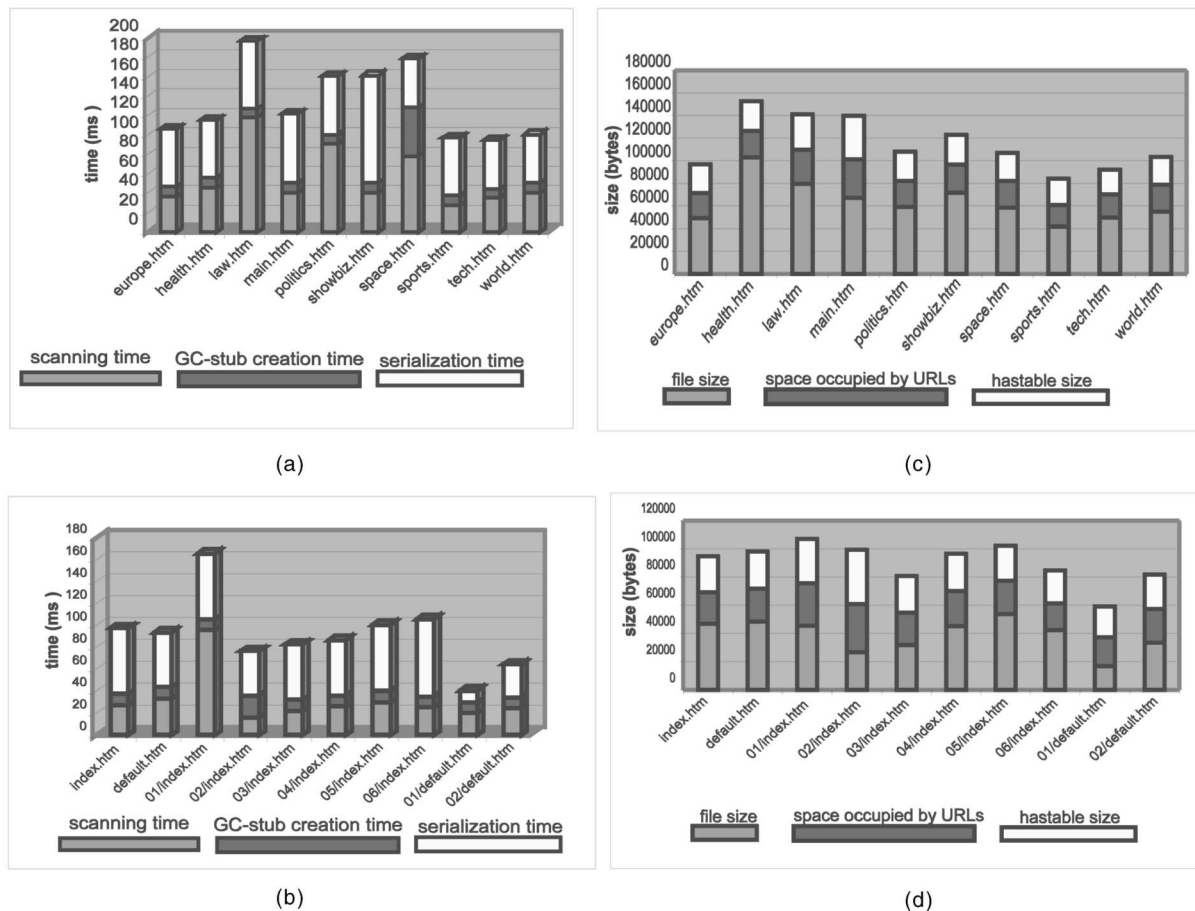 200
180
160
140
120
100
80
60
40
20
0
time (ms )
europe.htm
health.htm
law.htm
main.htm
politics.htm
showbiz.htm
space.htm
sports.htm
tech.htm
world.htm
scanning time
GC-stub creation time
serialization time
(a)
180000
160000
140000
120000
100000
80000
60000
40000
20000
0
size (bytes)
europe.htm
health.htm
law.htm
main.htm
politics.htm
showbiz.htm
space.htm
sports.htm
tech.htm
world.htm
file size
space occupied by URLs
hastable size
(c)
180
160
140
120
100
80
60
40
20
0
time (ms)
index.htm
default.htm
01/index.htm
02/index.htm
03/index.htm
04/index.htm
05/index.htm
06/index.htm
01/default.htm
02/default.htm
scanning time
GC-stub creation time
serialization time
(b)
120000
100000
80000
60000
40000
20000
0
size (bytes)
index.htm
default.htm
01/index.htm
02/index.htm
03/index.htm
04/index.htm
05/index.htm
06/index.htm
01/default.htm
02/default.htm
file size
space occupied by URLs
hastable size
(d)